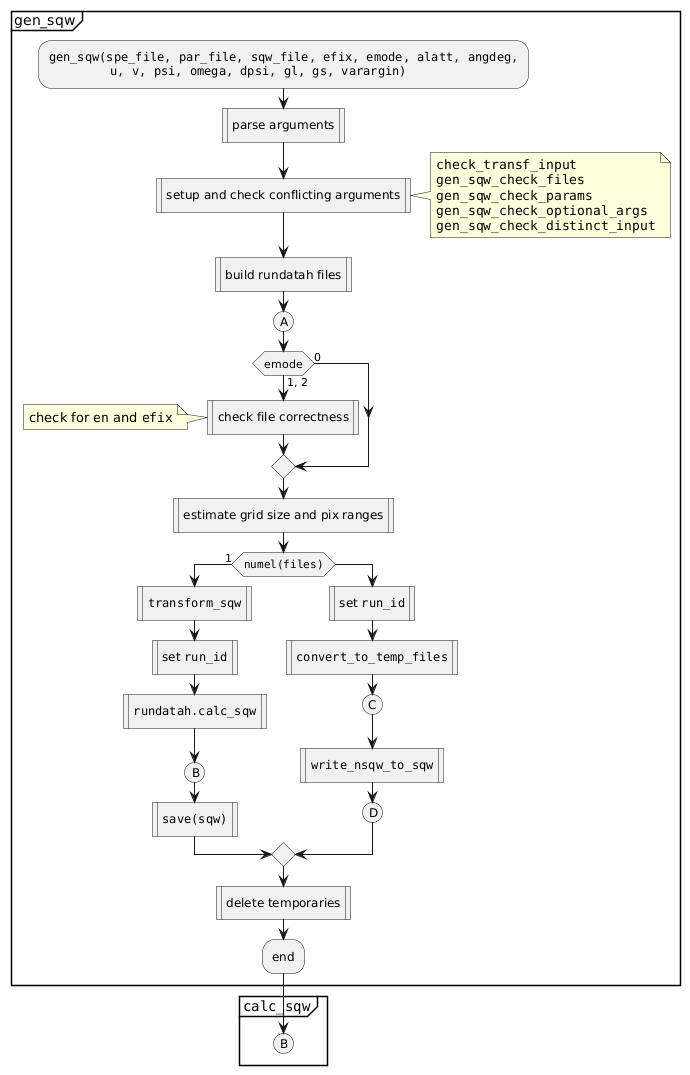 gen_sqw
gen_sqw(spe_file, par_file, sqw_file, efix, emode, alatt, angdeg,
u, v, psi, omega, dpsi, gl, gs, varargin)
parse arguments
setup and check conflicting arguments
check_transf_input
gen_sqw_check_files
gen_sqw_check_params
gen_sqw_check_optional_args
gen_sqw_check_distinct_input
build rundatah files
A
emode
0
1, 2
check for en and efix
check file correctness
estimate grid size and pix ranges
1
numel(files)
transform_sqw
set run_id
rundatah.calc_sqw
B
save(sqw)
set run_id
convert_to_temp_files
C
write_nsqw_to_sqw
D
delete temporaries
end
calc_sqw
B